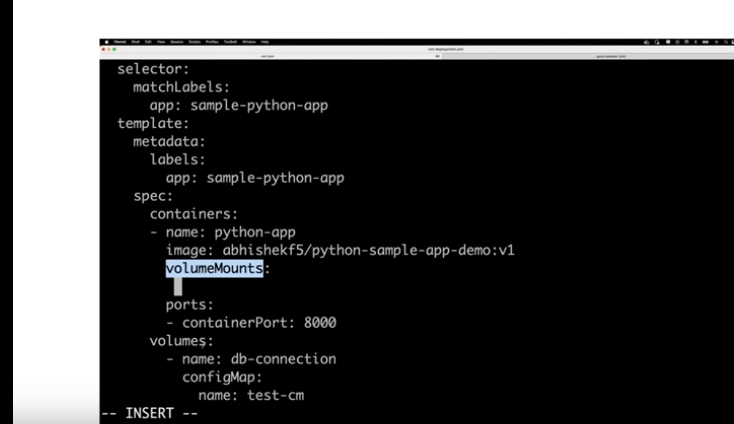 selector:
matchLabels:
app: sample-python-app
template:
metadata:
labels:
app: sample-python-app
spec:
containers:
- name: python-app
image: abhishekf5/python-sample-app-demo:v1
volumeMounts:
ports:
- containerPort: 8000
volumes:
- name: db-connection
configMap:
name: test-cm
-- INSERT --